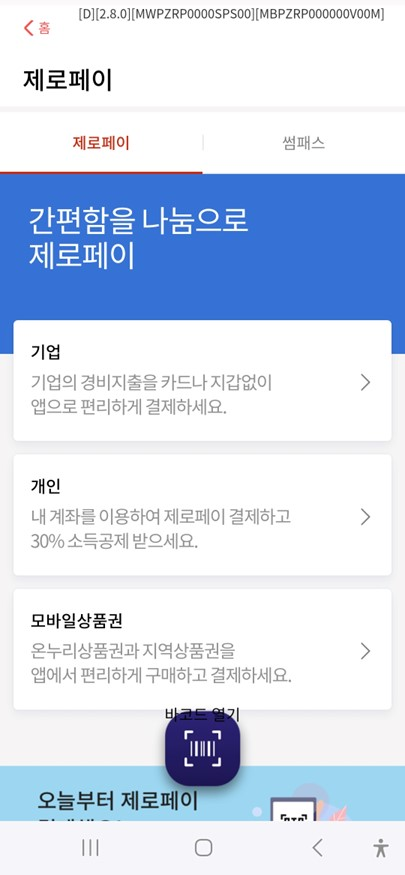 [D][2.8.0][MWPZRP0000SPS00][MBPZRP000000V00M]
홈
제로페이
제로페이
썸패스
간편함을 나눔으로
제로페이
기업
기업의 경비지출을 카드나 지갑없이
앱으로 편리하게 결제하세요.
개인
내 계좌를 이용하여 제로페이 결제하고
30% 소득공제 받으세요.
모바일상품권
온누리상품권과 지역상품권을
앱에서 편리하게 구매하고 결제하세요.
바코드 열기
오늘부터 제로페이